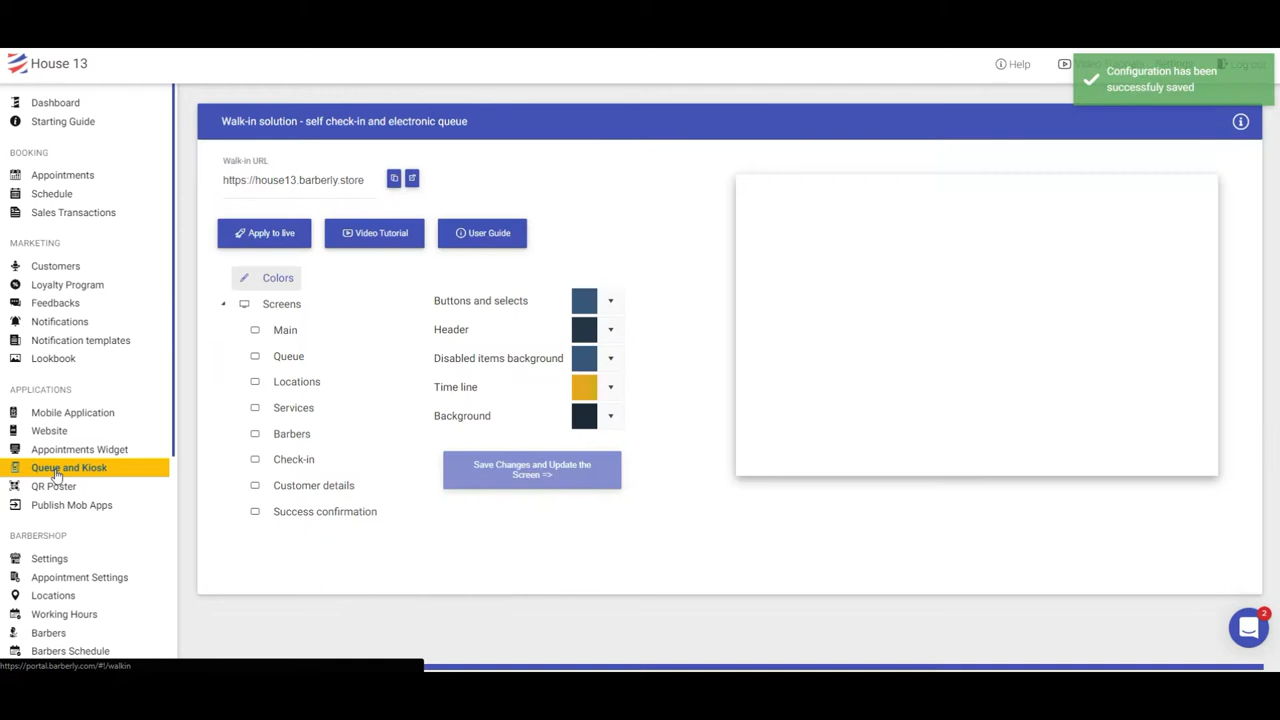 House 13
Help
Configuration has been
successfuly saved
Dashboard
Starting Guide
BOOKING
Appointments
Schedule
Sales Transactions
MARKETING
Customers
Loyalty Program
Feedbacks
Notifications
Notification templates
Lookbook
APPLICATIONS
Mobile Application
Website
Appointments Widget
Queue and Kiosk
QR Poster
Publish Mob Apps
BARBERSHOP
Settings
Appointment Settings
Locations
Working Hours
Barbers
Barbers Schedule
https://portal.barberly.com/#!/walkin
Walk-in solution - self check-in and electronic queue
Walk-in URL
https://house13.barberly.store
Apply to live
Video Tutorial
User Guide
Colors
Screens
Main
Queue
Locations
Services
Barbers
Check-in
Customer details
Success confirmation
Buttons and selects
Header
Disabled items background
Time line
Background
Save Changes and Update the
Screen =>
2